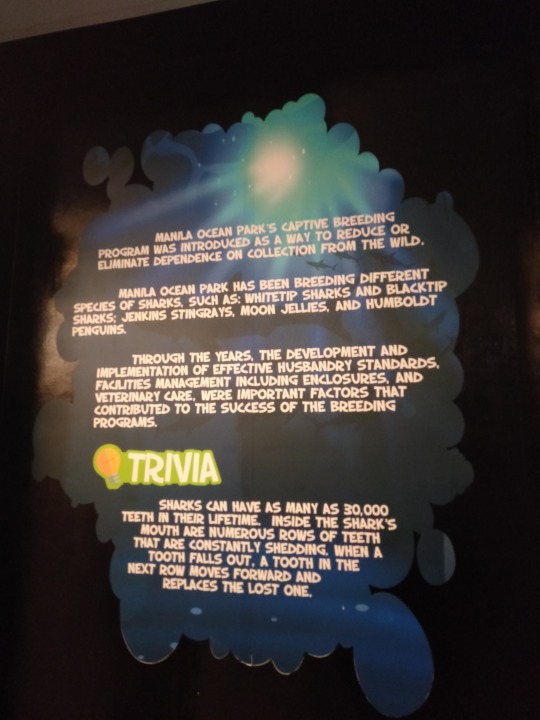 MANILA OCEAN PARK'S CAPTIVE BREEDING
PROGRAM WAS INTRODUCED AS A WAY TO REDUCE OR
ELIMINATE DEPENDENCE ON COLLECTION FROM THE WILD.
MANILA OCEAN PARK HAS BEEN BREEDING DIFFERENT
SPECIES OF SHARKS, SUCH AS: WHITETIP SHARKS AND BLACKTIP
SHARKS; JENKINS STINGRAYS, MOON JELLIES, AND HUMBOLDT
PENGUINS.
THROUGH THE YEARS, THE DEVELOPMENT AND
IMPLEMENTATION OF EFFECTIVE HUSBANDRY STANDARDS,
FACILITIES MANAGEMENT INCLUDING ENCLOSURES, AND
VETERINARY CARE, WERE IMPORTANT FACTORS THAT
CONTRIBUTED TO THE SUCCESS OF THE BREEDING
PROGRAMS.
TRIVIA
SHARKS CAN HAVE AS MANY AS 30,000
TEETH IN THEIR LIFETIME. INSIDE THE SHARK'S
MOUTH ARE NUMEROUS ROWS OF TEETH
THAT ARE CONSTANTLY SHEDDING. WHEN A
TOOTH FALLS OUT, A TOOTH IN THE
NEXT ROW MOVES FORWARD AND
REPLACES THE LOST ONE.